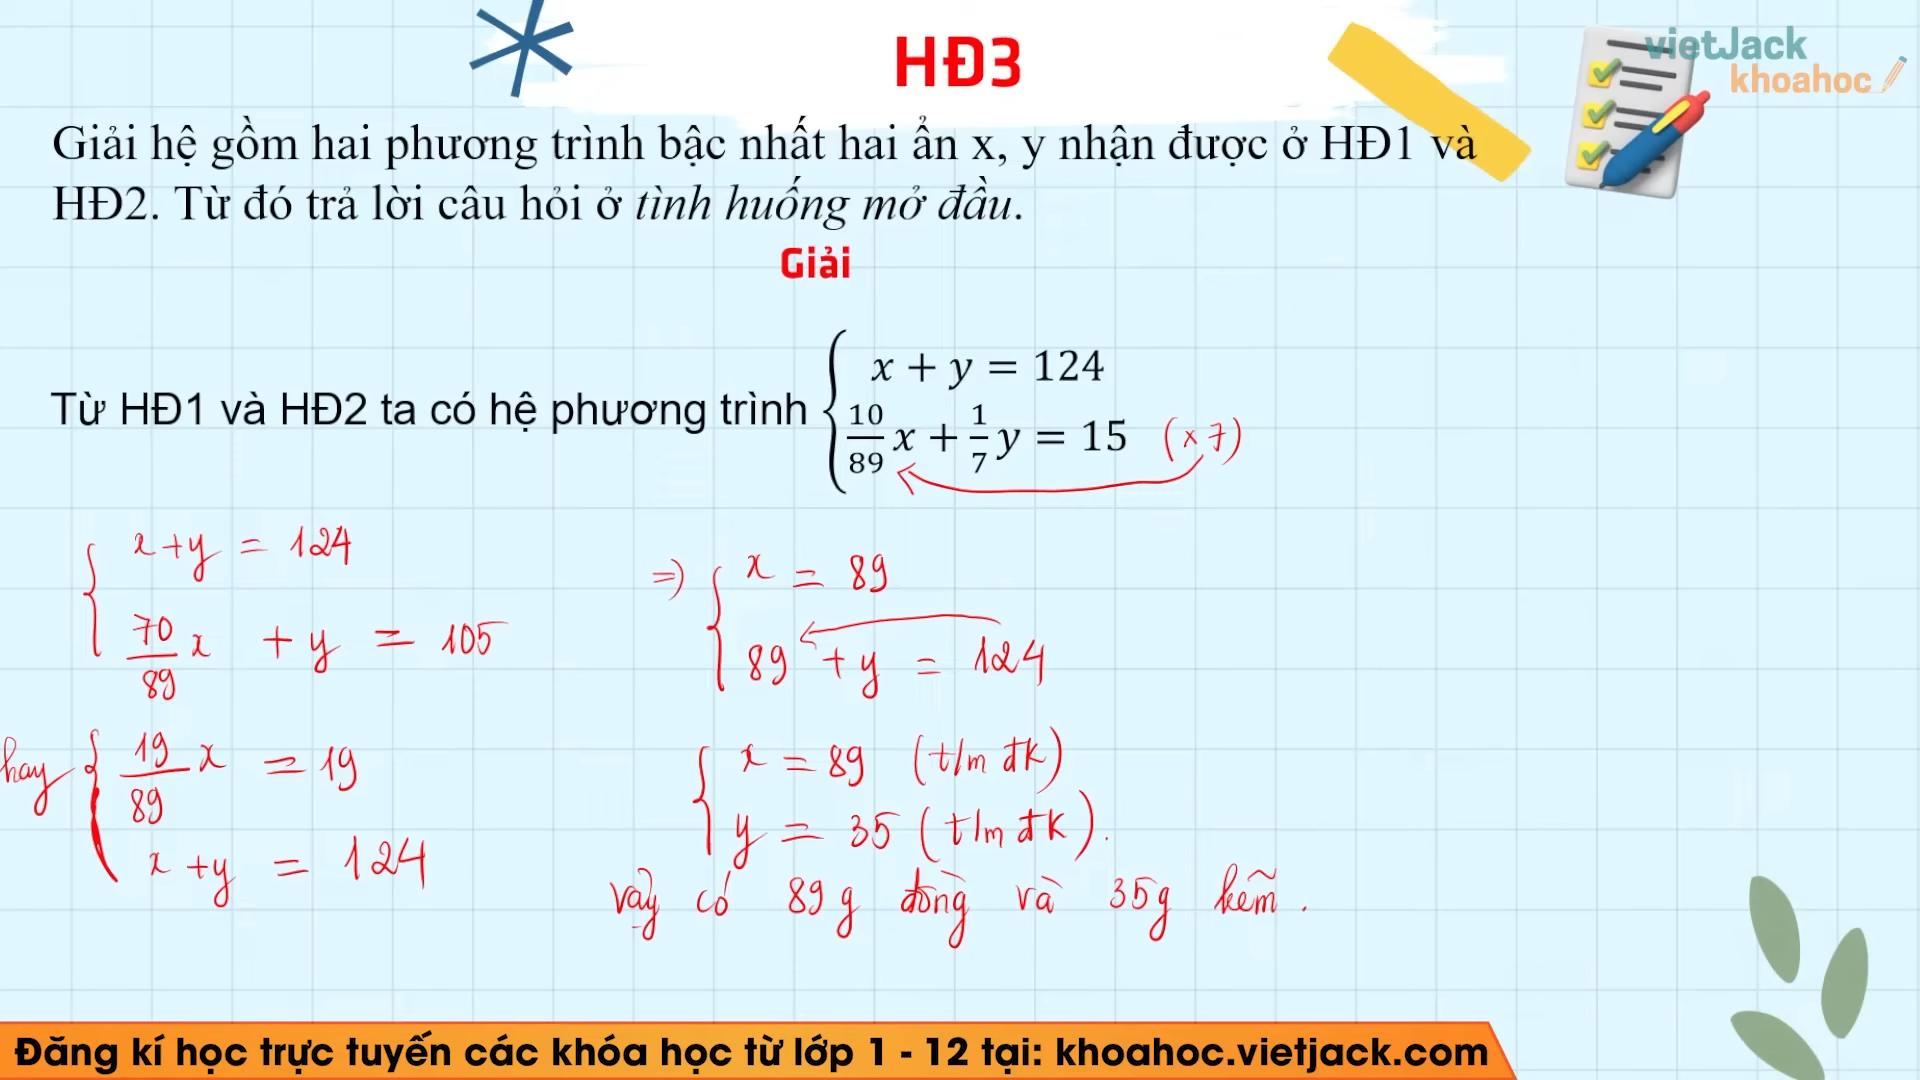 HĐ3
vietJack
khoahoc
Giải hệ gồm hai phương trình bậc nhất hai ẩn x, y nhận được ở HĐ1 và
HĐ2. Từ đó trả lời câu hỏi ở tình huống mở đầu.
Giải
Từ HĐ1 và HĐ2 ta có hệ phương trình { x + y = 124
10/89 x + 1/7 y = 15 (x 7)
{ x + y = 124
70/89 x + y = 105
hay { 19/89 x = 19
x + y = 124
=) { x = 89
89 + y = 124
{ x = 89 (t/m đk)
y = 35 (t/m đk).
vậy có 89 g đồng và 35g kẽm.
Đăng kí học trực tuyến các khóa học từ lớp 1 - 12 tại: khoahoc.vietjack.com